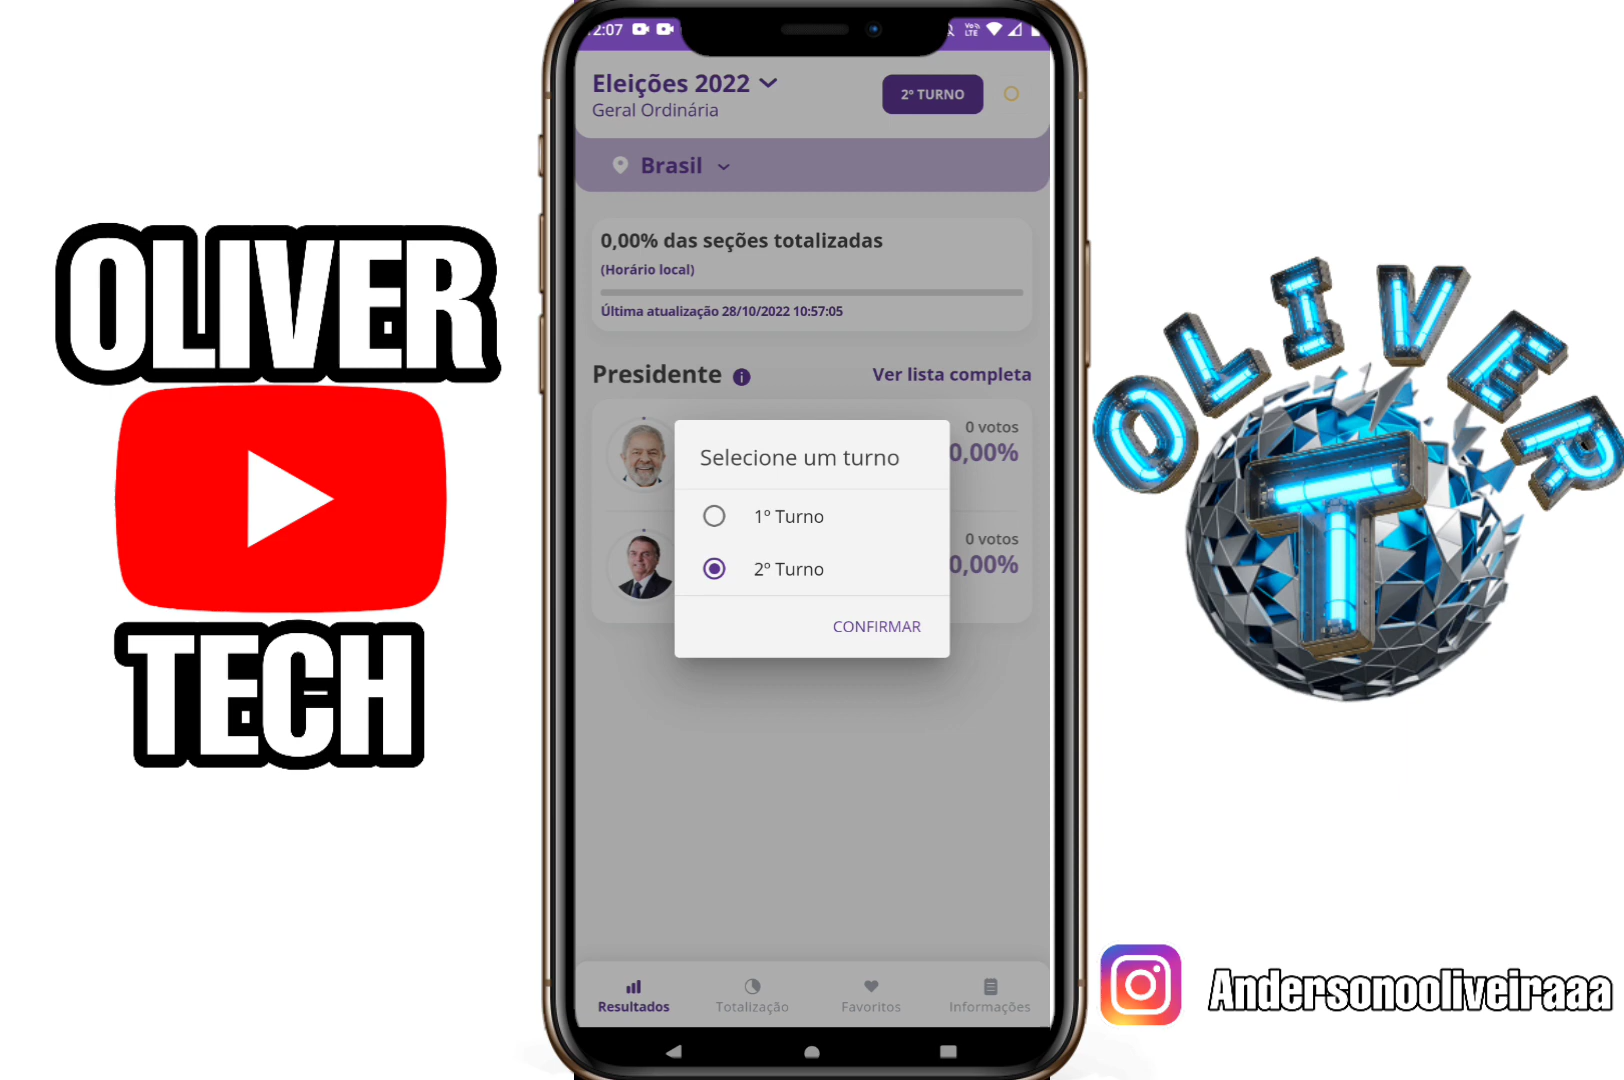 OLIVER
TECH
2:07
Vo
LTE
Eleições 2022
Geral Ordinária
2º TURNO
Brasil
0,00% das seções totalizadas
(Horário local)
Última atualização 28/10/2022 10:57:05
Presidente
Ver lista completa
0 votos
0,00%
0 votos
0,00%
Selecione um turno
1º Turno
2º Turno
CONFIRMAR
Resultados
Totalização
Favoritos
Informações
OLIVER
T
Andersonooliveiraaa